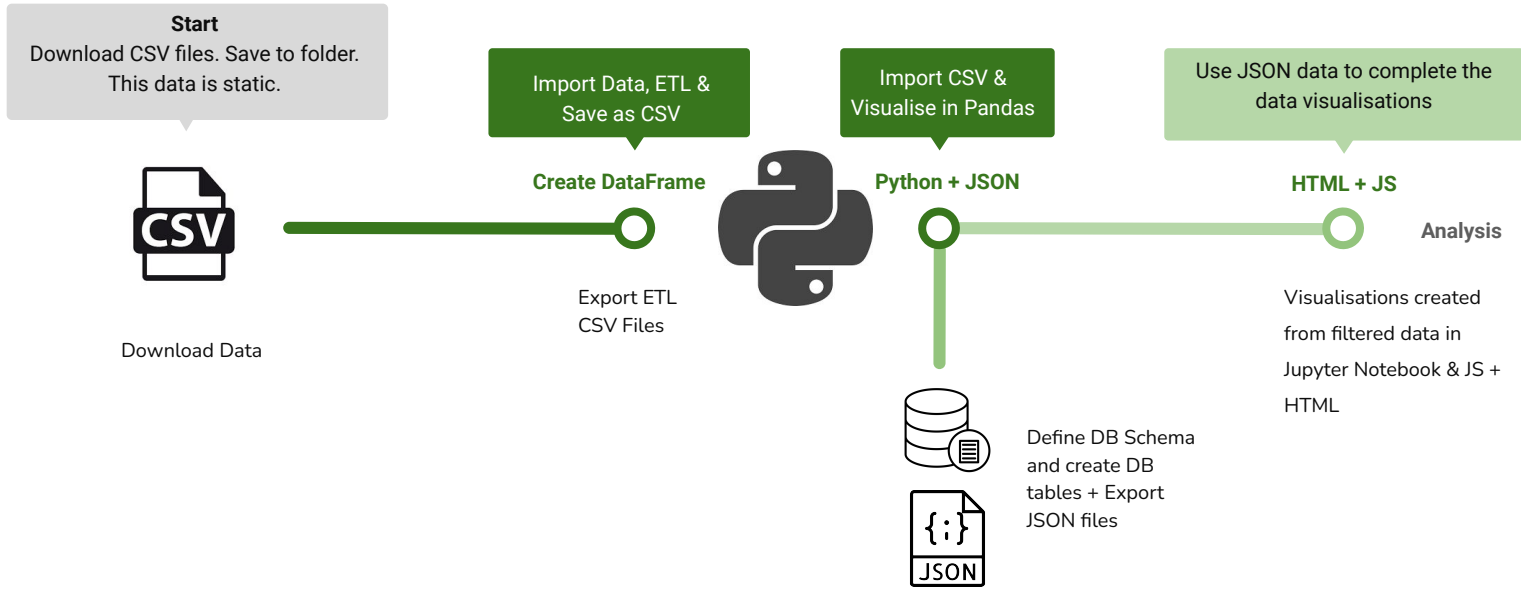 Start
Download CSV files. Save to folder.
This data is static.
CSV
Download Data
Import Data, ETL &
Save as CSV
Create DataFrame
Export ETL
CSV Files
Import CSV &
Visualise in Pandas
Python + JSON
Define DB Schema
and create DB
tables + Export
JSON files
{;}
JSON
Use JSON data to complete the
data visualisations
HTML + JS
Analysis
Visualisations created
from filtered data in
Jupyter Notebook & JS +
HTML